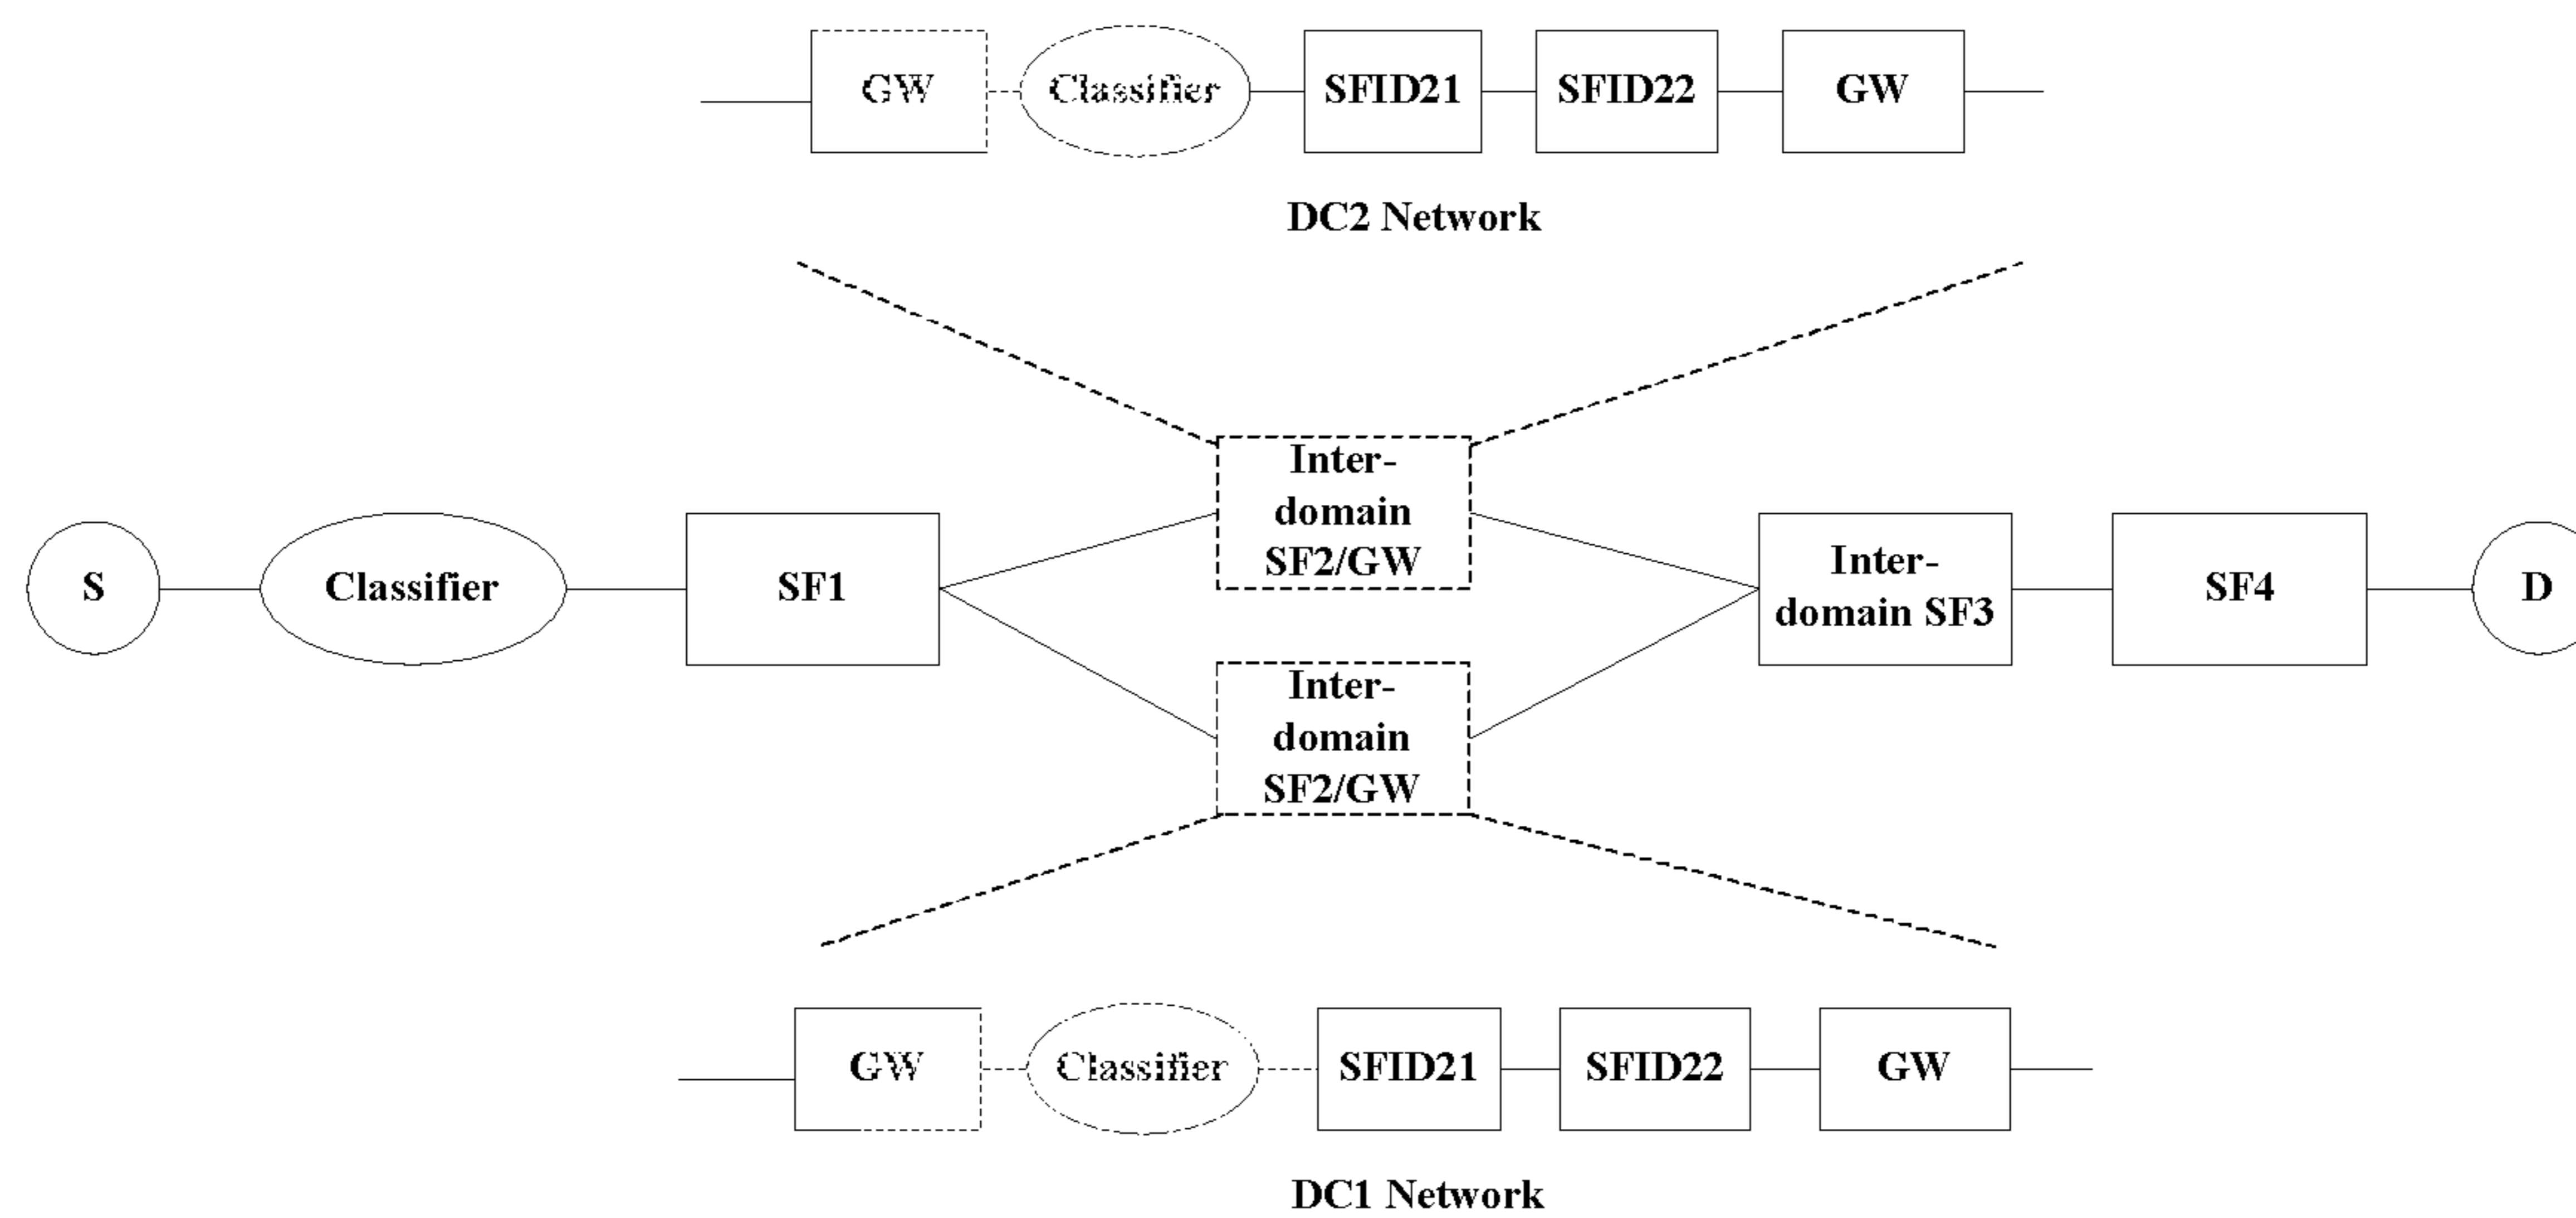 GW Classifier SFID21 SFID22 GW
DC2 Network
Inter-
domain
SF2/GW
S Classifier SF1
Inter-
domain SF3
SF4 D
Inter-
domain
SF2/GW
GW Classifier SFID21 SFID22 GW
DC1 Network